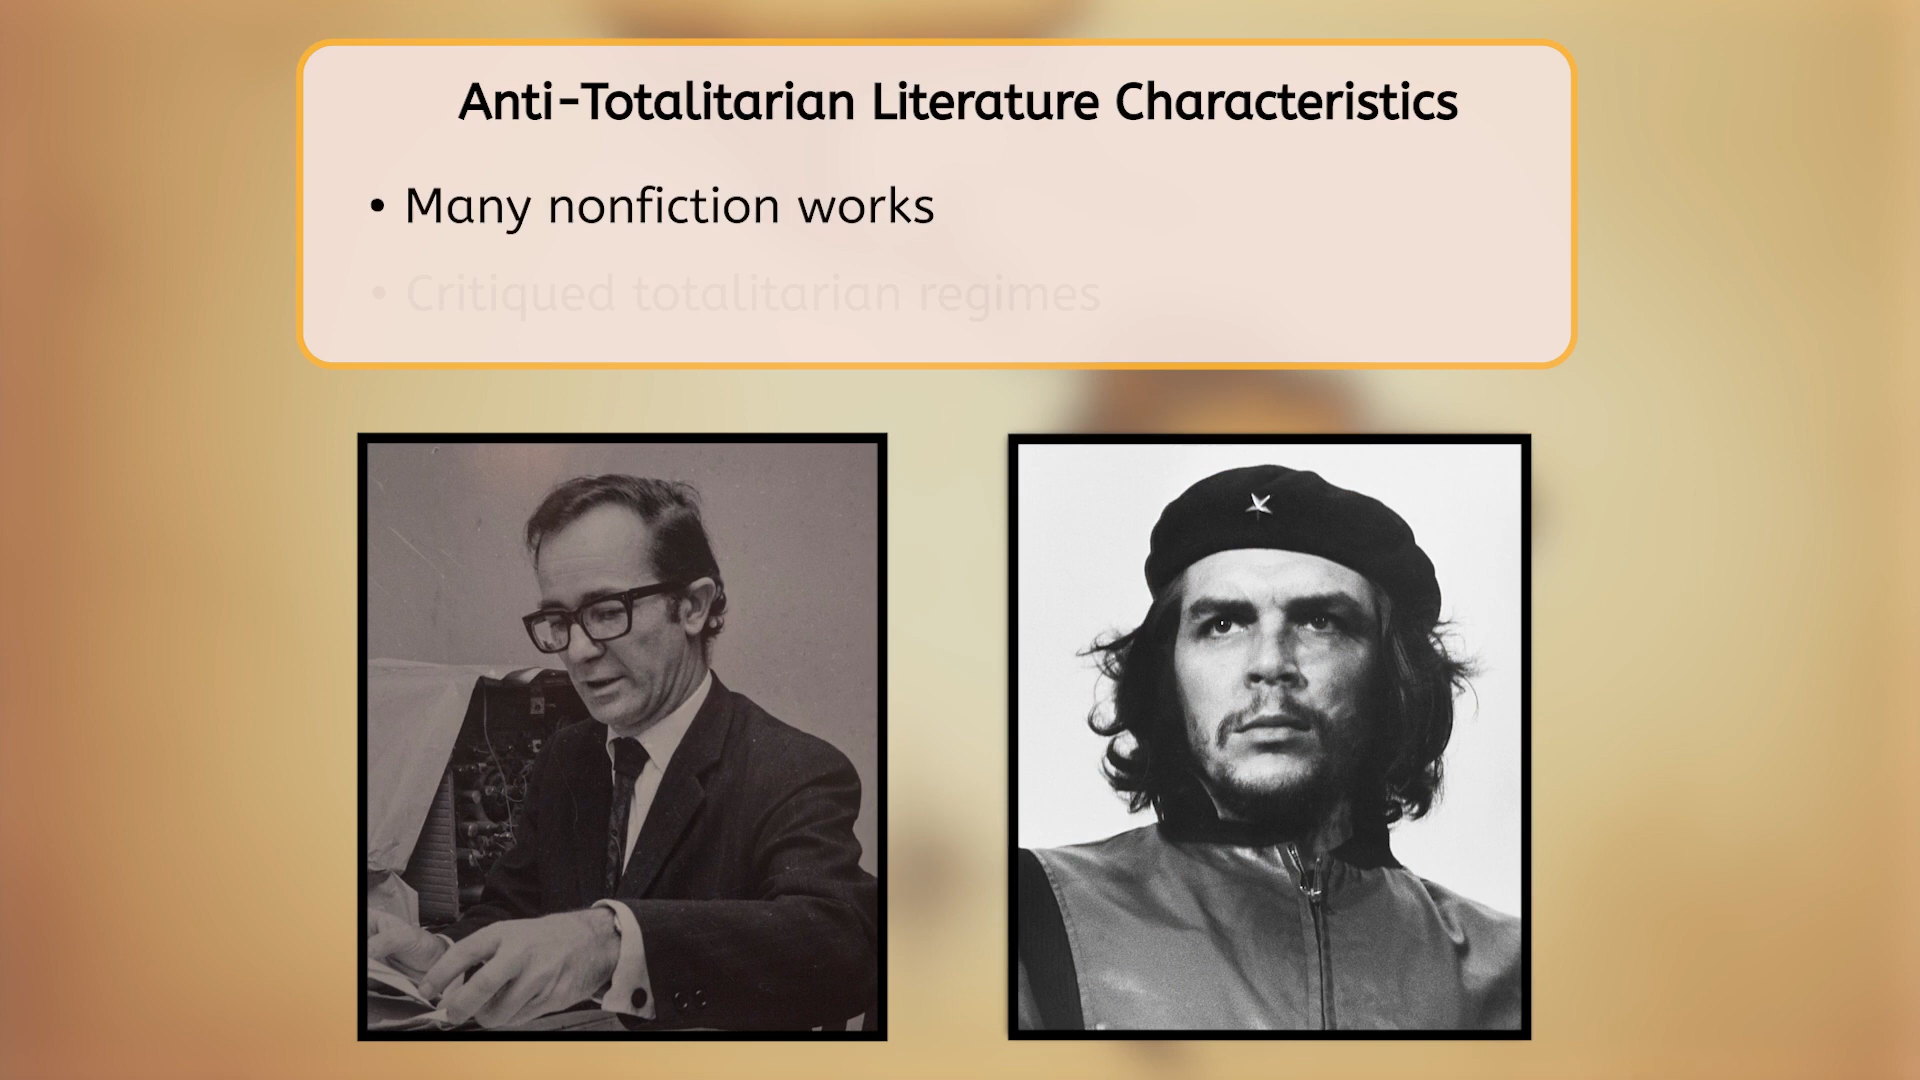 Anti-Totalitarian Literature Characteristics
• Many nonfiction works
• Critiqued totalitarian regimes